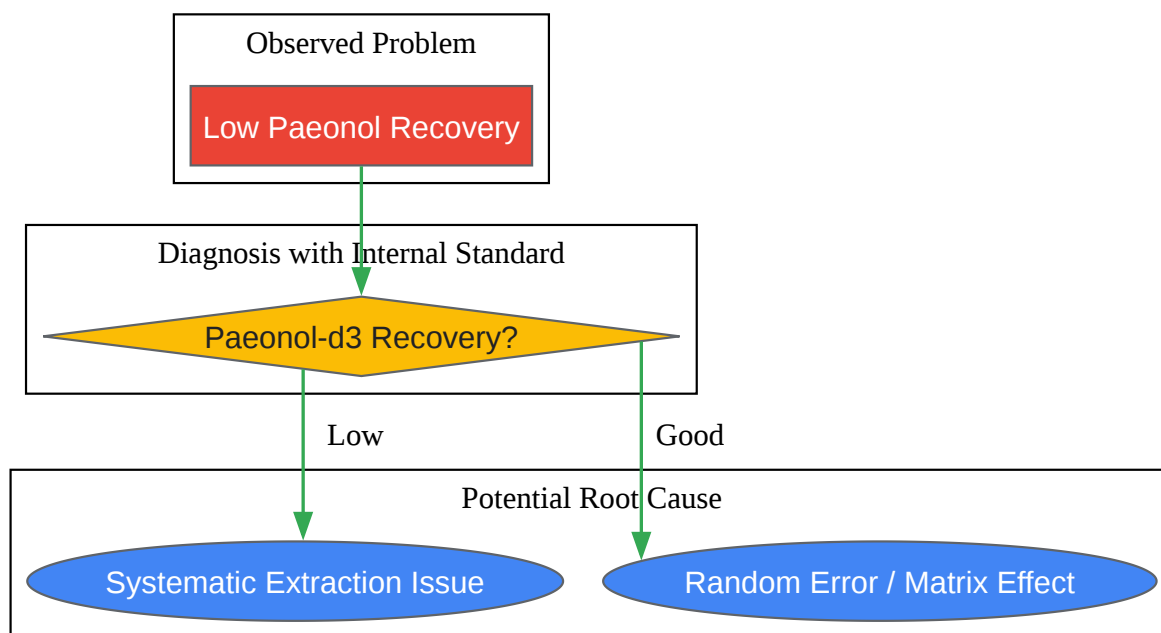 Observed Problem
Low Paeonol Recovery
Diagnosis with Internal Standard
Paeonol-d3 Recovery?
Low
Good
Potential Root Cause
Systematic Extraction Issue
Random Error / Matrix Effect